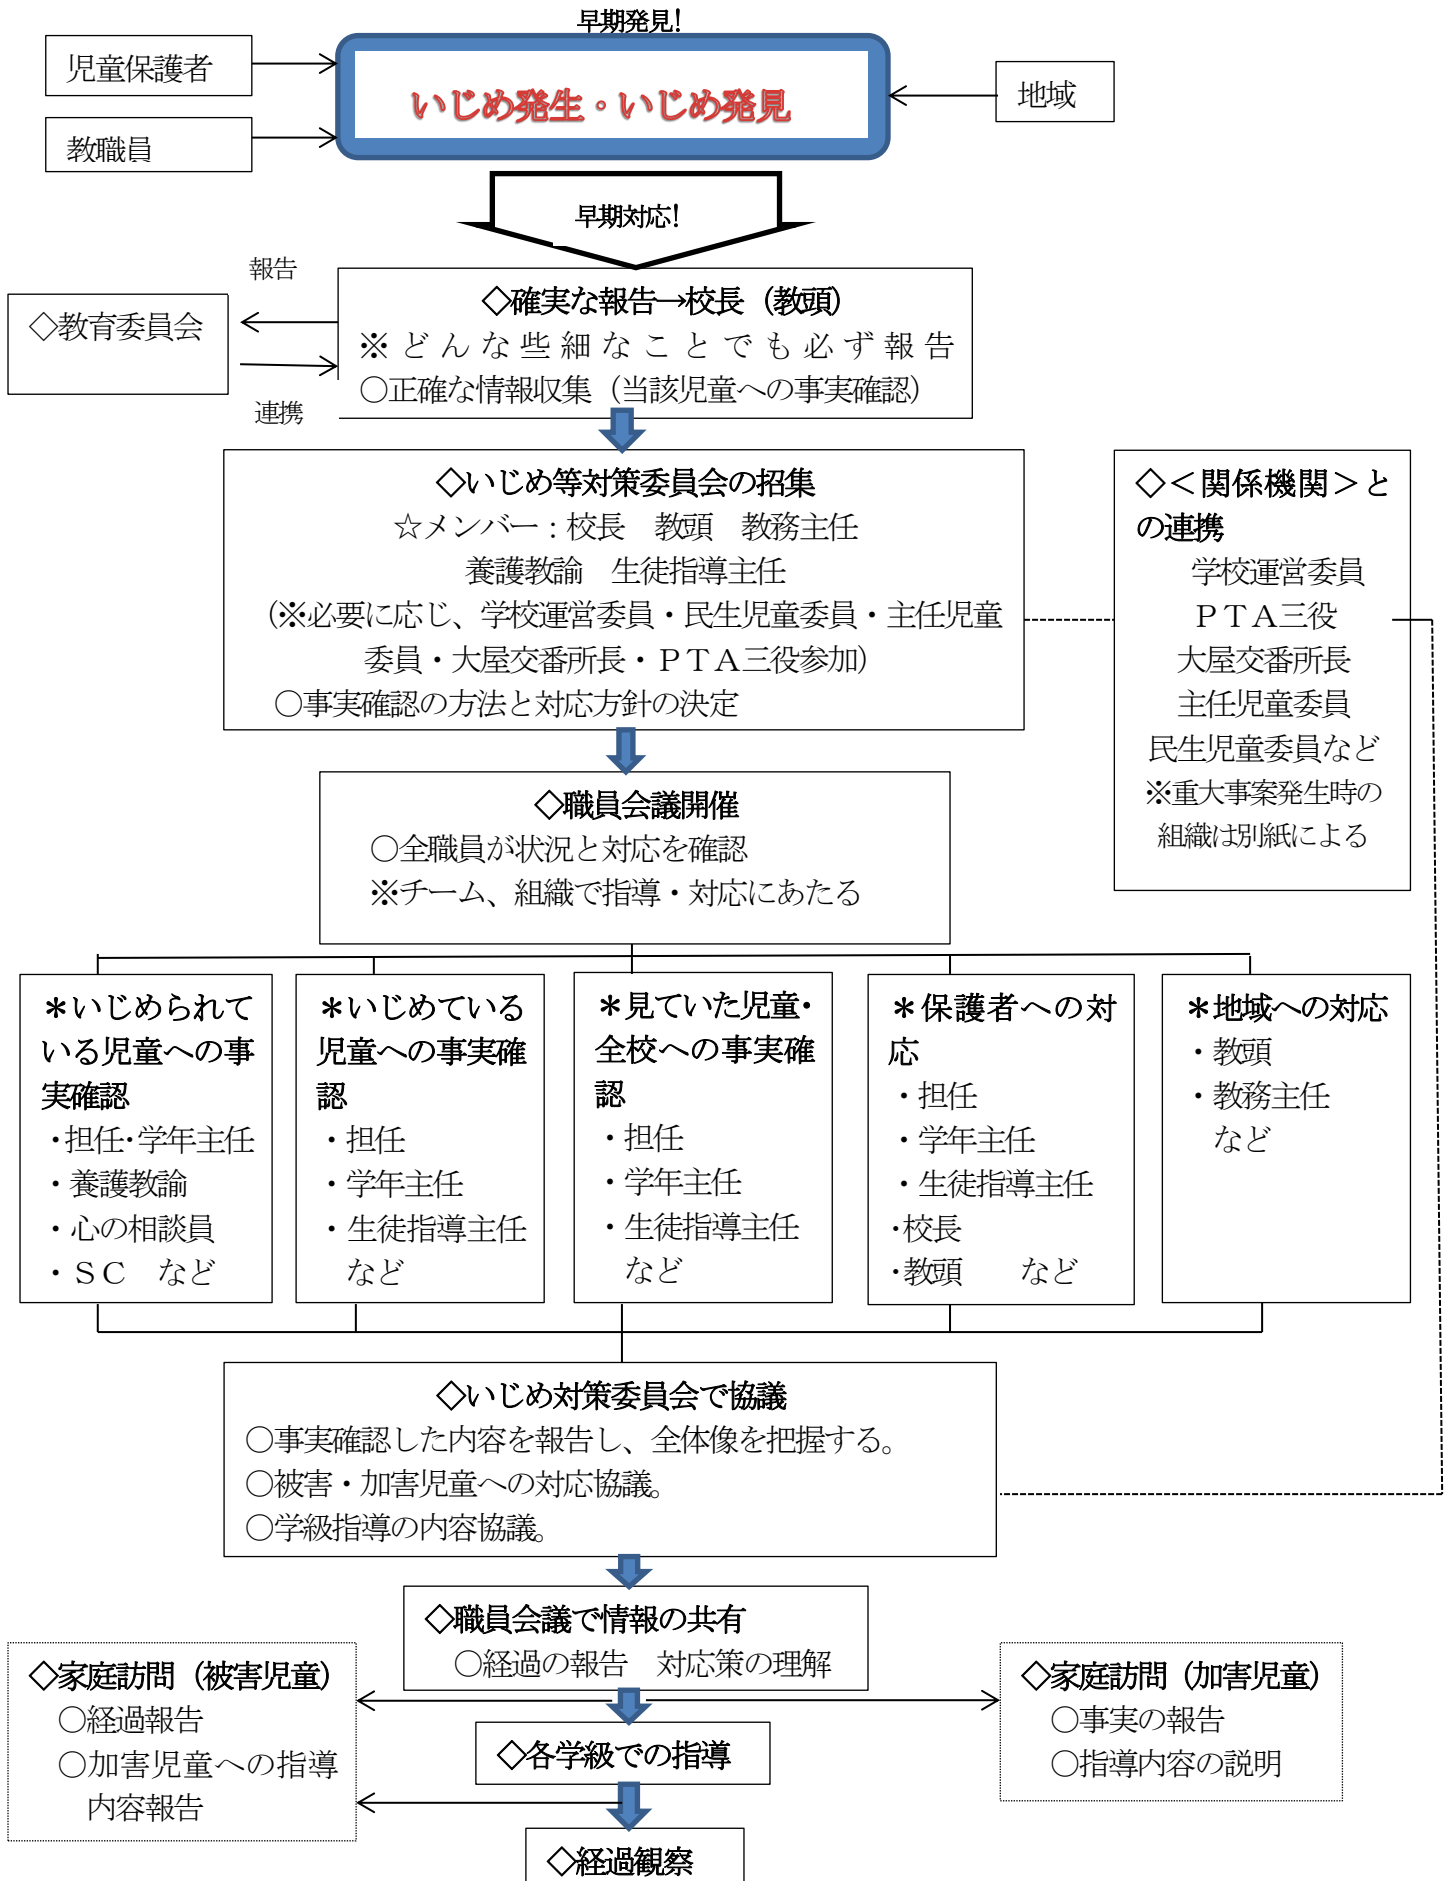 早期発見！
児童保護者
いじめ発生・いじめ発見
地域
教職員
早期対応！
報告
◇教育委員会
連携
◇確実な報告→校長（教頭）
※どんな些細なことでも必ず報告
○正確な情報収集（当該児童への事実確認）
◇いじめ等対策委員会の招集
☆メンバー：校長　教頭　教務主任
養護教諭　生徒指導主任
（※必要に応じ、学校運営委員・民生児童委員・主任児童
委員・大屋交番所長・ＰＴＡ三役参加）
○事実確認の方法と対応方針の決定
◇＜関係機関＞と
の連携
学校運営委員
ＰＴＡ三役
大屋交番所長
主任児童委員
民生児童委員など
※重大事案発生時の
組織は別紙による
◇職員会議開催
○全職員が状況と対応を確認
※チーム、組織で指導・対応にあたる
＊いじめられて
いる児童への事
実確認
・担任・学年主任
・養護教諭
・心の相談員
・ＳＣ　など
＊いじめている
児童への事実確
認
・担任
・学年主任
・生徒指導主任
など
＊見ていた児童・
全校への事実確
認
・担任
・学年主任
・生徒指導主任
など
＊保護者への対
応
・担任
・学年主任
・生徒指導主任
・校長
・教頭　　など
＊地域への対応
・教頭
・教務主任
など
◇いじめ対策委員会で協議
○事実確認した内容を報告し、全体像を把握する。
○被害・加害児童への対応協議。
○学級指導の内容協議。
◇職員会議で情報の共有
○経過の報告　対応策の理解
◇家庭訪問（被害児童）
○経過報告
○加害児童への指導
内容報告
◇家庭訪問（加害児童）
○事実の報告
○指導内容の説明
◇各学級での指導
◇経過観察